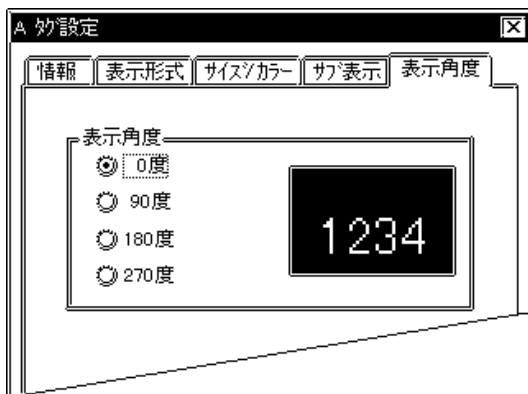 A ﾀｸﾞ設定
情報 表示形式 ｻｲｽﾞ/ｶﾗｰ ｻﾌﾞ表示 表示角度
表示角度
0度
90度
180度
270度
1234